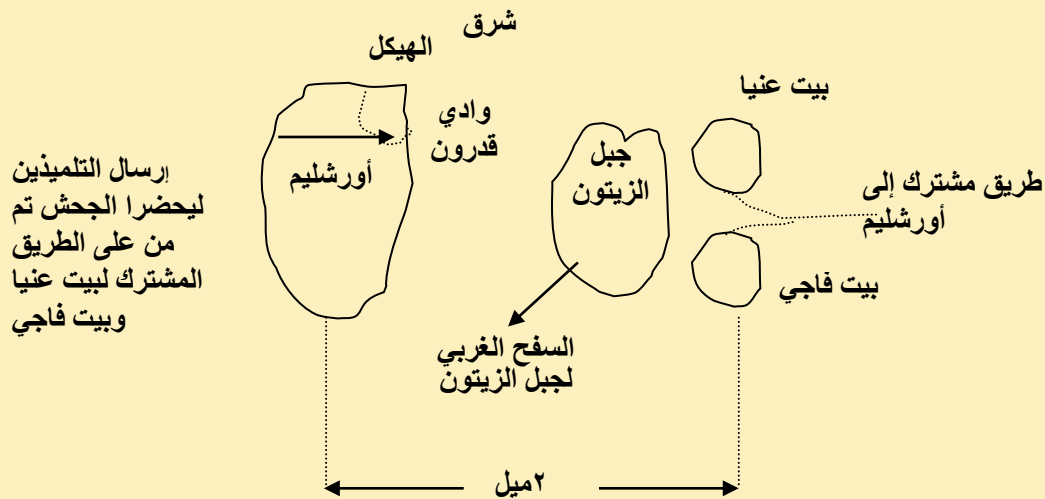 شرق
الهيكل
بيت عنيا
وادي
قدرون
جبل
الزيتون
أورشليم
طريق مشترك إلى
أورشليم
إرسال التلميذين
ليحضرا الجحش تم
من على الطريق
المشترك لبيت عنيا
وبيت فاجي
بيت فاجي
السفح الغربي
لجبل الزيتون
٢ميل